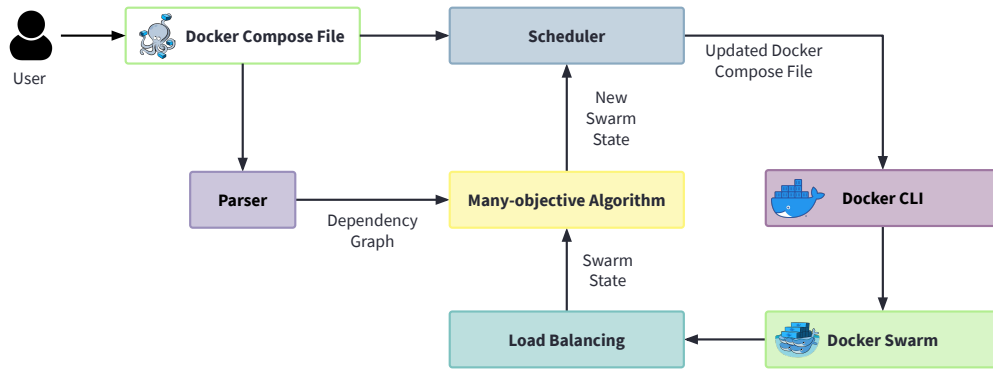 Docker Compose File
Scheduler
User
Updated Docker
Compose File
New
Swarm
State
Parser
Many-objective Algorithm
Docker CLI
Dependency
Graph
Swarm
State
Load Balancing
Docker Swarm